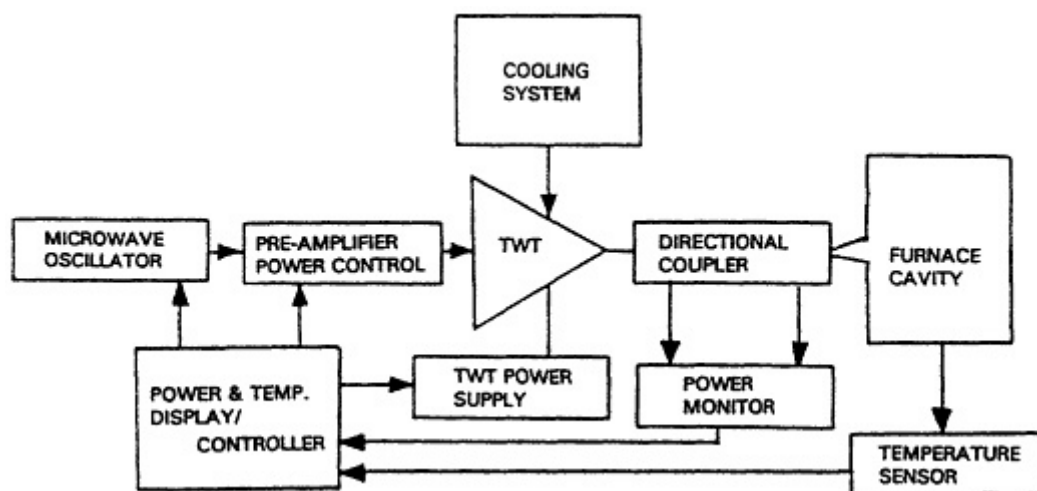 COOLING
SYSTEM
MICROWAVE
OSCILLATOR
PRE-AMPLIFIER
POWER CONTROL
TWT
DIRECTIONAL
COUPLER
FURNACE
CAVITY
POWER & TEMP.
DISPLAY/
CONTROLLER
TWT POWER
SUPPLY
POWER
MONITOR
TEMPERATURE
SENSOR